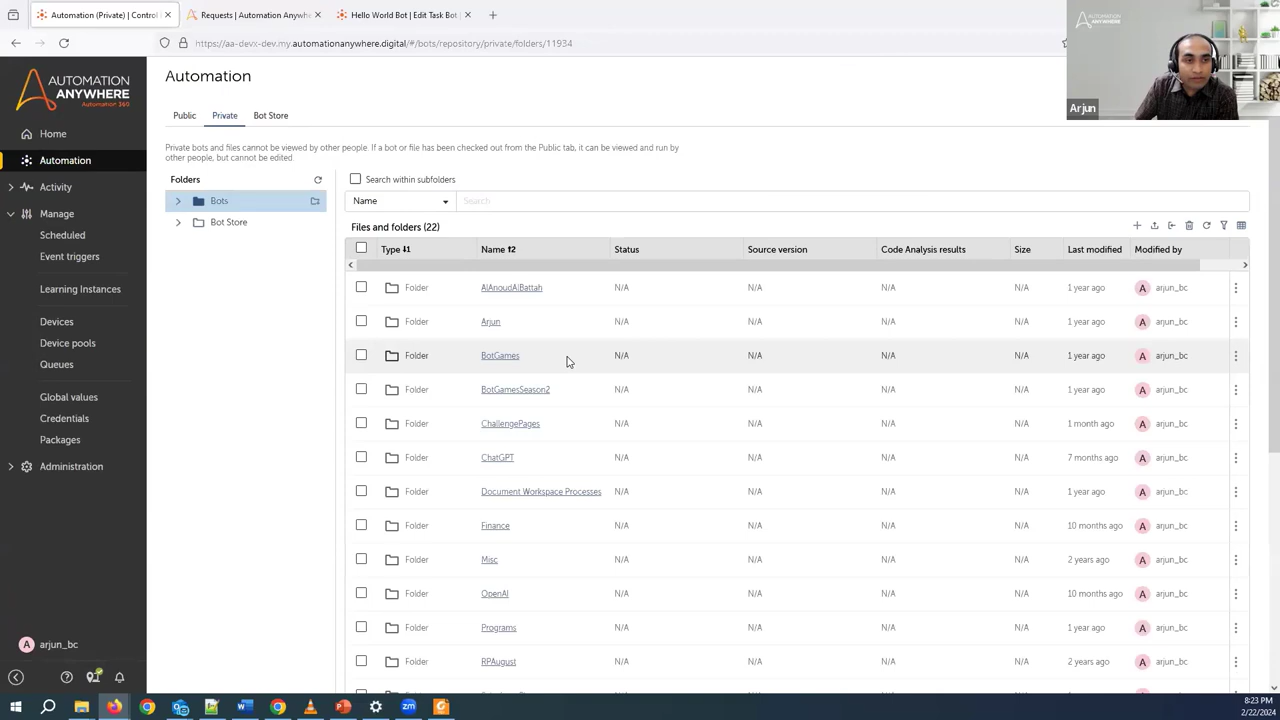 Automation (Private) | Control
Requests | Automation Anywhe
Hello World Bot | Edit Task Bot |
https://aa-devx-dev.my.automationanywhere.digital/#/bots/repository/private/folders/
AUTOMATION
ANYWHERE
Automation 360
Home
Automation
Activity
Manage
Scheduled
Event triggers
Learning Instances
Devices
Device pools
Queues
Global values
Credentials
Packages
Administration
A arjun_bc
Automation
Public Private Bot Store
Private bots and files cannot be viewed by other people. If a bot or file has been checked out from the Public tab, it can be viewed and run by
other people, but cannot be edited.
Folders
Bots
Bot Store
Search within subfolders
Name Search
Files and folders (22)
Type Name Status Source version Code Analysis results Size Last modified Modified by
Folder AlAnoudAlBattah N/A N/A N/A N/A 1 year ago A arjun_bc
Folder Arjun N/A N/A N/A N/A 1 year ago A arjun_bc
Folder BotGames N/A N/A N/A N/A 1 year ago A arjun_bc
Folder BotGamesSeason2 N/A N/A N/A N/A 1 year ago A arjun_bc
Folder ChallengePages N/A N/A N/A N/A 1 month ago A arjun_bc
Folder ChatGPT N/A N/A N/A N/A 7 months ago A arjun_bc
Folder Document Workspace Processes N/A N/A N/A N/A 1 year ago A arjun_bc
Folder Finance N/A N/A N/A N/A 10 months ago A arjun_bc
Folder Misc N/A N/A N/A N/A 2 years ago A arjun_bc
Folder OpenAI N/A N/A N/A N/A 10 months ago A arjun_bc
Folder Programs N/A N/A N/A N/A 1 year ago A arjun_bc
Folder RPAugust N/A N/A N/A N/A 2 years ago A arjun_bc
AUTOMATION
ANYWHERE
Arjun
8:23 PM
2/22/2024